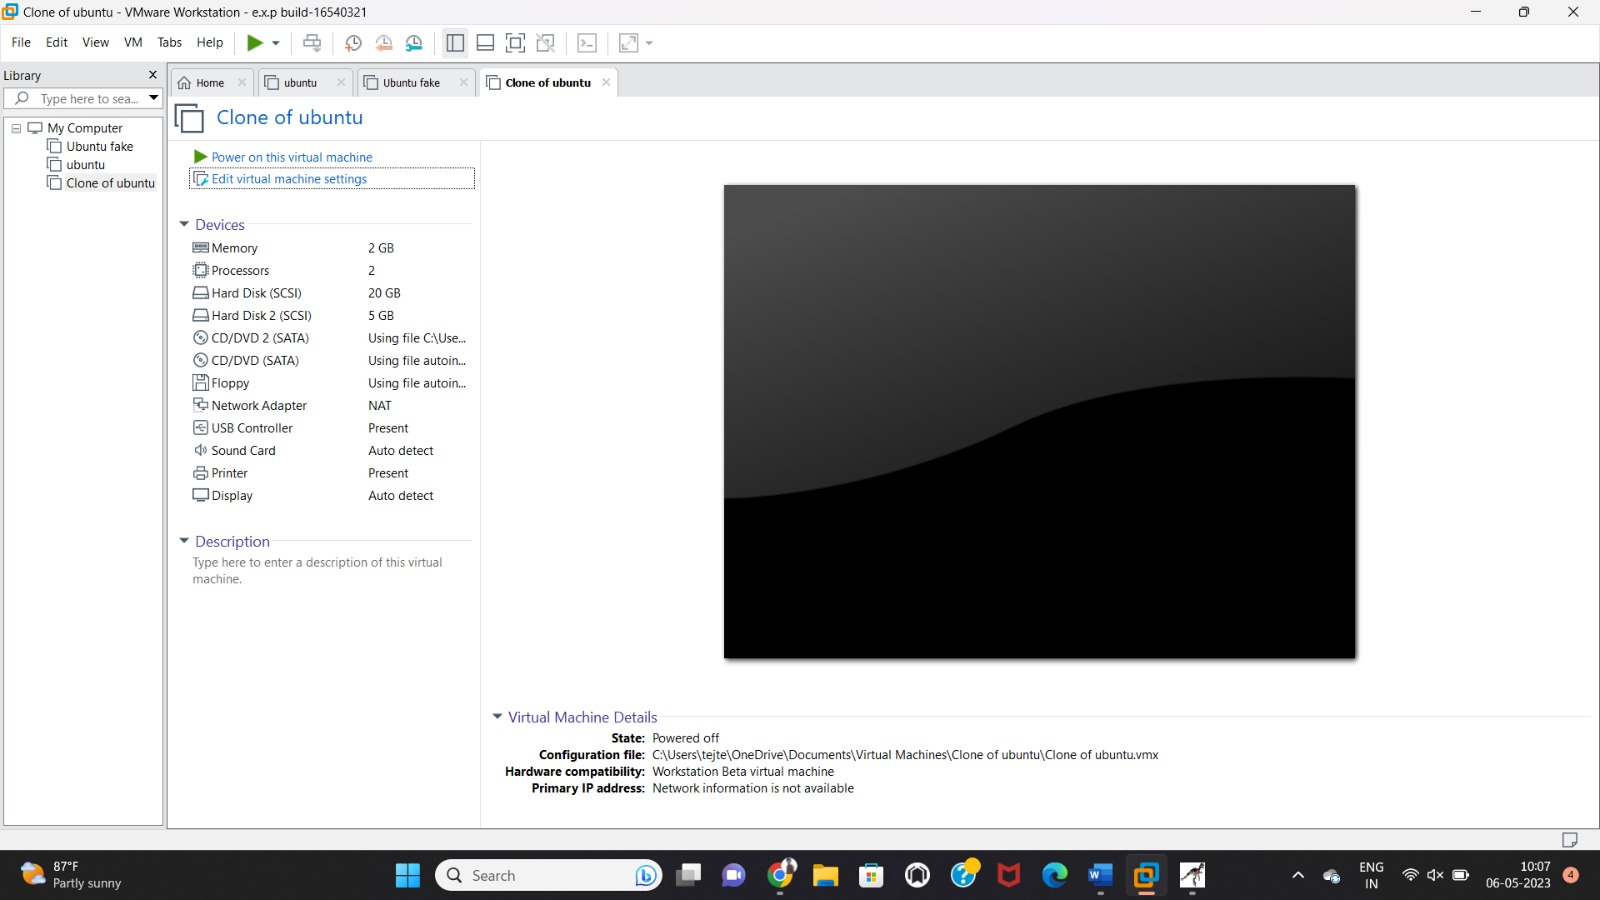 Clone of ubuntu - VMware Workstation - e.x.p build-16540321
File Edit View VM Tabs Help
Library
Type here to sea...
My Computer
Ubuntu fake
ubuntu
Clone of ubuntu
Home
ubuntu
Ubuntu fake
Clone of ubuntu
Clone of ubuntu
Power on this virtual machine
Edit virtual machine settings
Devices
Memory 2 GB
Processors 2
Hard Disk (SCSI) 20 GB
Hard Disk 2 (SCSI) 5 GB
CD/DVD 2 (SATA) Using file C:\Use...
CD/DVD (SATA) Using file autoin...
Floppy Using file autoin...
Network Adapter NAT
USB Controller Present
Sound Card Auto detect
Printer Present
Display Auto detect
Description
Type here to enter a description of this virtual
machine.
Virtual Machine Details
State: Powered off
Configuration file: C:\Users\tejte\OneDrive\Documents\Virtual Machines\Clone of ubuntu\Clone of ubuntu.vmx
Hardware compatibility: Workstation Beta virtual machine
Primary IP address: Network information is not available
87°F
Partly sunny
Search
ENG
IN
10:07
06-05-2023
4